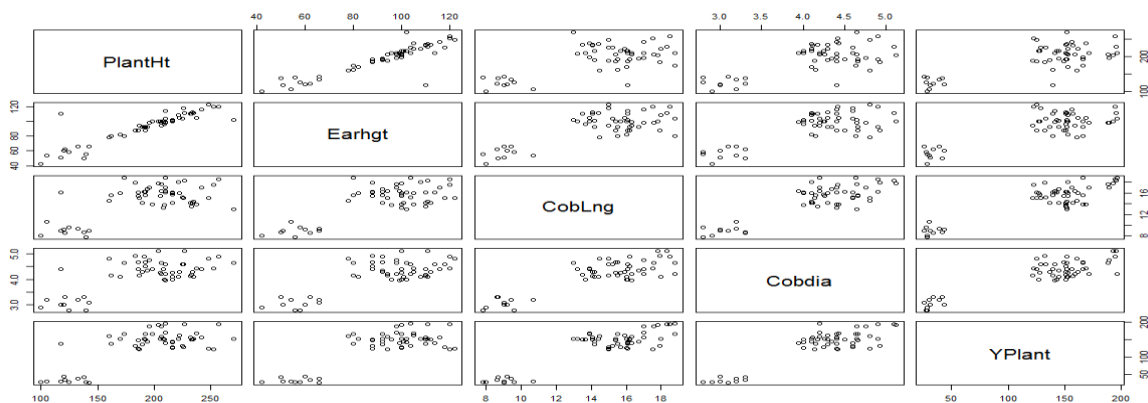 40 60 80 100 120
3.0 3.5 4.0 4.5 5.0
PlantHt
100 200
40 60 80 120
Earhgt
CobLng
8 12 16
3.0 4.0 5.0
Cobdia
YPlant
50 150 200
100 150 200 250
8 10 12 14 16 18
50 100 150 200